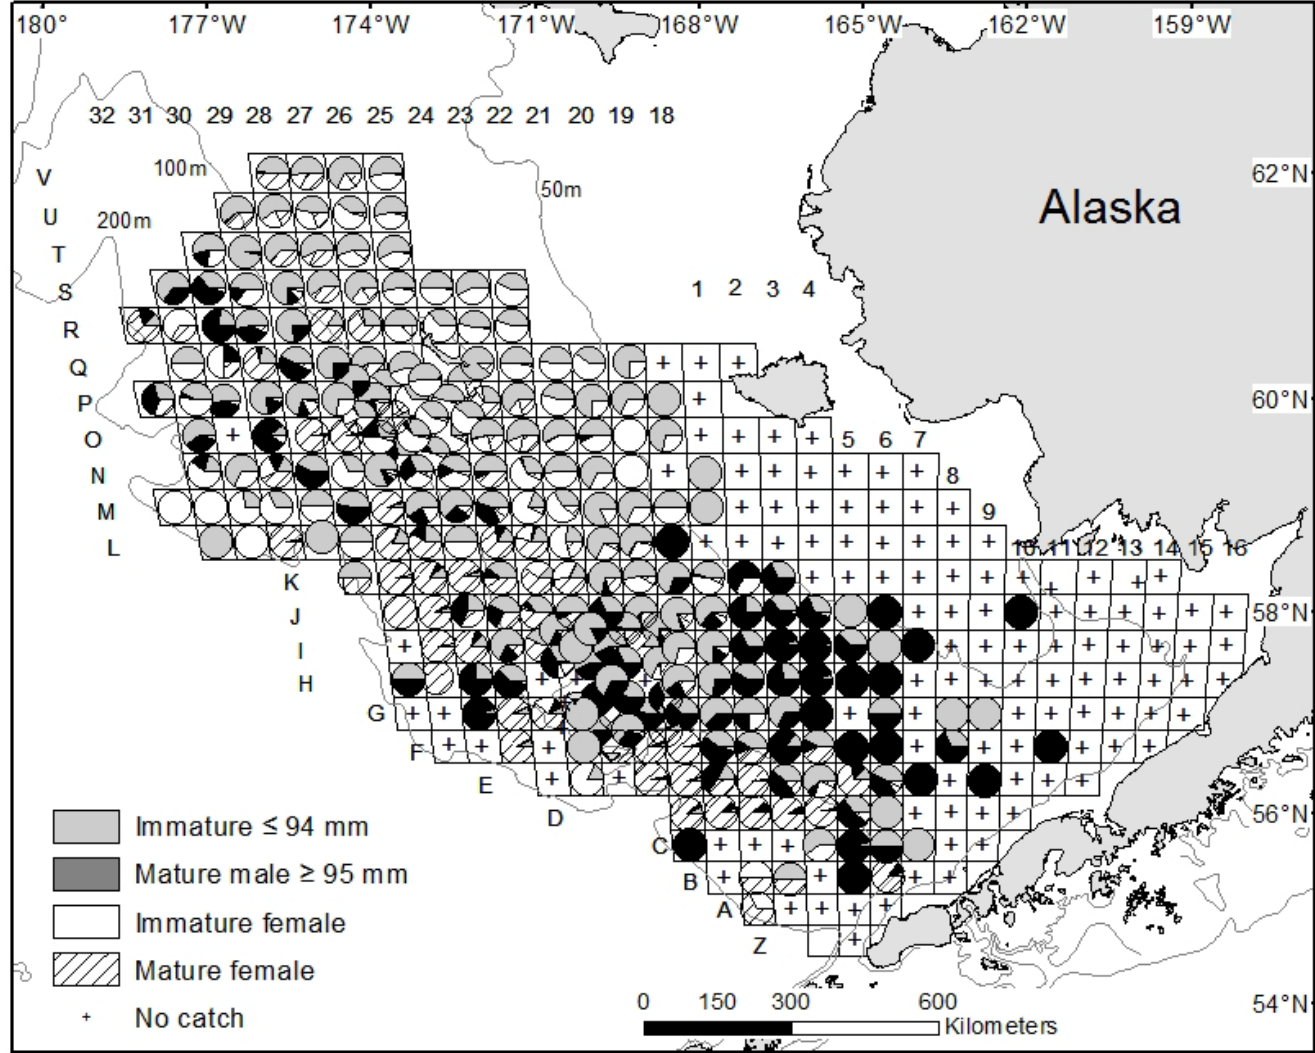 180° 177°W 174°W 171°W 168°W 165°W 162°W 159°W
32 31 30 29 28 27 26 25 24 23 22 21 20 19 18
V
100m
62°N
50m
Alaska
U
200m
T
S
1 2 3 4
R
Q
P
60°N
O
5 6 7
N
8
M
9
L
10 11 12 13 14 15 16
K
J
58°N
I
H
G
F
E
D
56°N
Immature ≤ 94 mm
C
Mature male ≥ 95 mm
B
A
Immature female
Z
Mature female
0 150 300 600
54°N
No catch
Kilometers